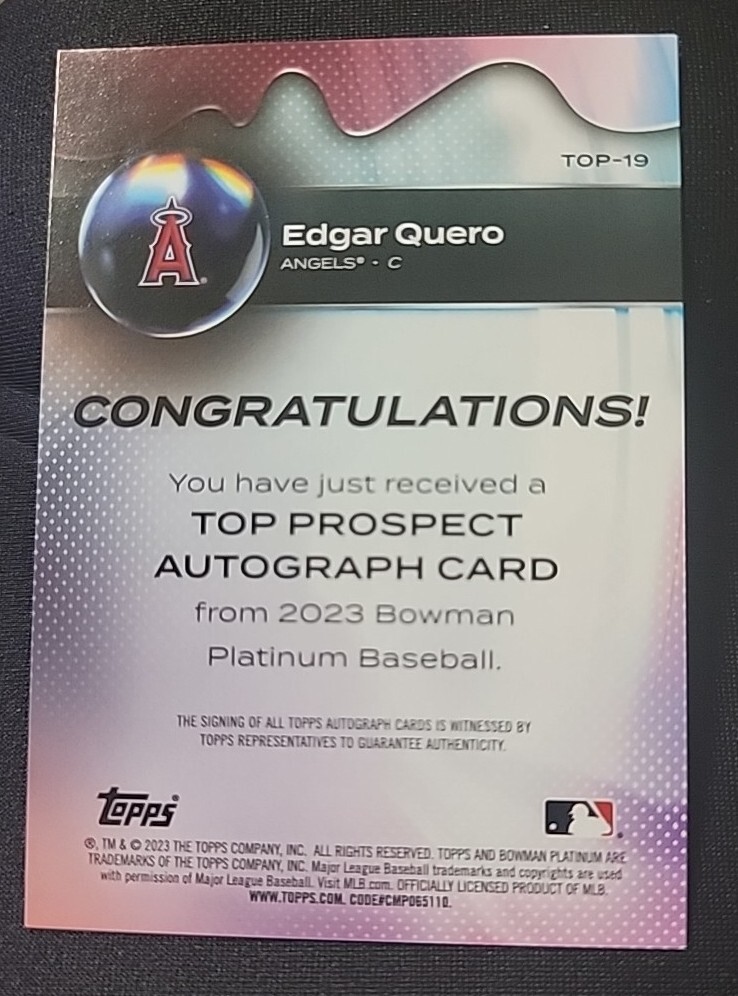 TOP-19
A
Edgar Quero
ANGELS® - C
CONGRATULATIONS!
You have just received a
TOP PROSPECT
AUTOGRAPH CARD
from 2023 Bowman
Platinum Baseball.
THE SIGNING OF ALL TOPPS AUTOGRAPH CARDS IS WITNESSED BY
TOPPS REPRESENTATIVES TO GUARANTEE AUTHENTICITY.
Topps®
®, TM & © 2023 THE TOPPS COMPANY, INC. ALL RIGHTS RESERVED. TOPPS AND BOWMAN PLATINUM ARE
TRADEMARKS OF THE TOPPS COMPANY, INC. Major League Baseball trademarks and copyrights are used
with permission of Major League Baseball. Visit MLB.com. OFFICIALLY LICENSED PRODUCT OF MLB.
WWW.TOPPS.COM. CODE#CMP065110.